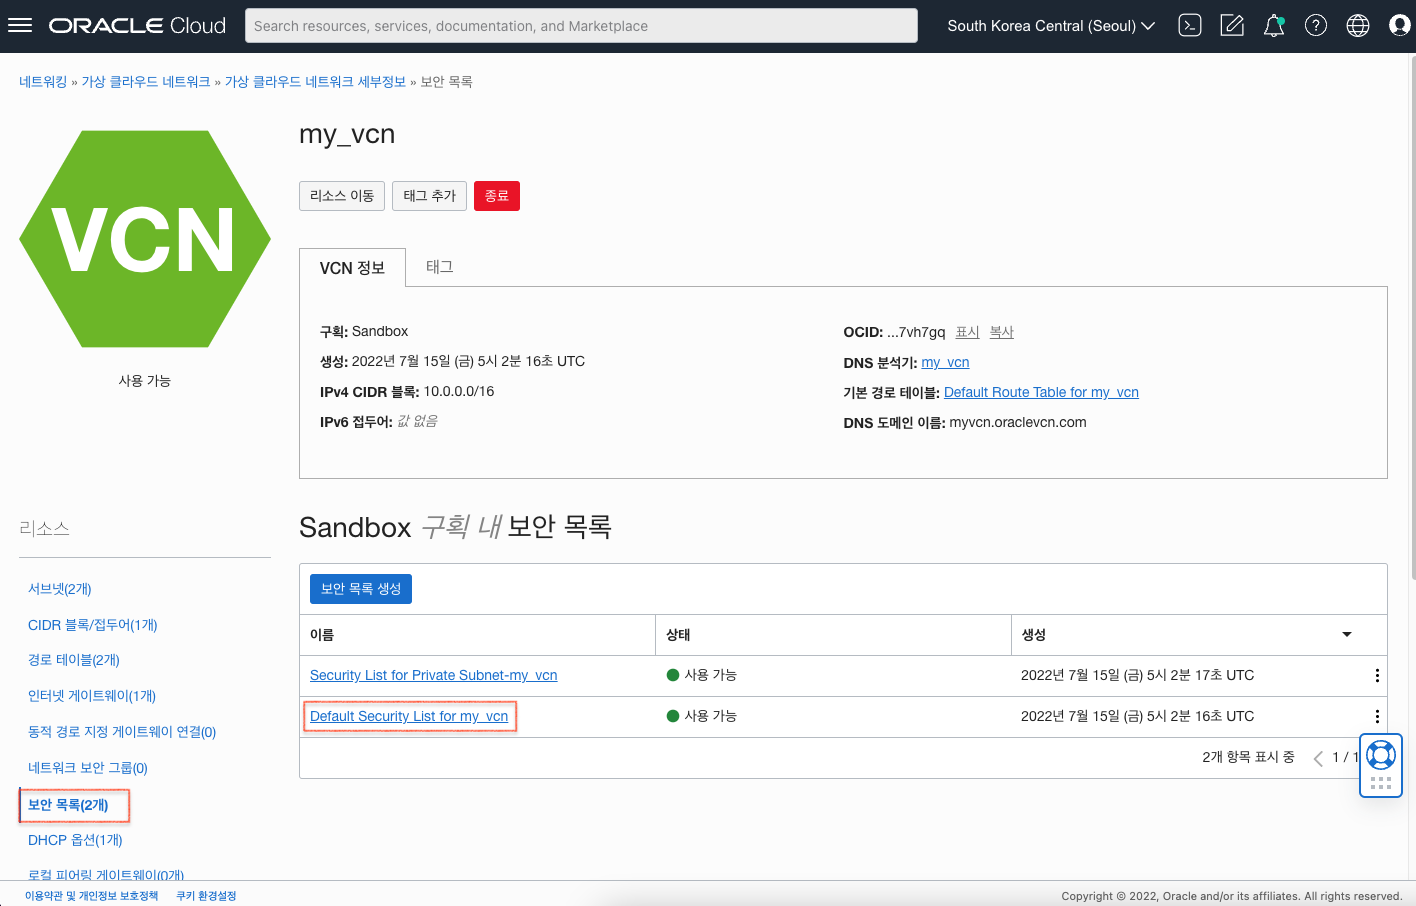 ORACLE Cloud
Search resources, services, documentation, and Marketplace
South Korea Central (Seoul)
네트워킹 » 가상 클라우드 네트워크 » 가상 클라우드 네트워크 세부정보 » 보안 목록
VCN
사용 가능
my_vcn
리소스 이동 태그 추가 종료
VCN 정보 태그
구획: Sandbox
생성: 2022년 7월 15일 (금) 5시 2분 16초 UTC
IPv4 CIDR 블록: 10.0.0.0/16
IPv6 접두어: 값 없음
OCID: ...7vh7gq 표시 복사
DNS 분석기: my_vcn
기본 경로 테이블: Default Route Table for my_vcn
DNS 도메인 이름: myvcn.oraclevcn.com
리소스
서브넷(2개)
CIDR 블록/접두어(1개)
경로 테이블(2개)
인터넷 게이트웨이(1개)
동적 경로 지정 게이트웨이 연결(0)
네트워크 보안 그룹(0)
보안 목록(2개)
DHCP 옵션(1개)
로컬 피어링 게이트웨이(0개)
Sandbox 구획 내 보안 목록
보안 목록 생성
이름 상태 생성
Security List for Private Subnet-my_vcn 사용 가능 2022년 7월 15일 (금) 5시 2분 17초 UTC
Default Security List for my_vcn 사용 가능 2022년 7월 15일 (금) 5시 2분 16초 UTC
2개 항목 표시 중 1 / 1
이용약관 및 개인정보 보호정책 쿠키 환경설정
Copyright © 2022, Oracle and/or its affiliates. All rights reserved.